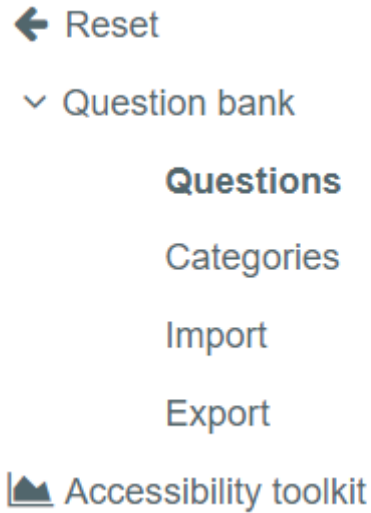 Reset
Question bank
Questions
Categories
Import
Export
Accessibility toolkit